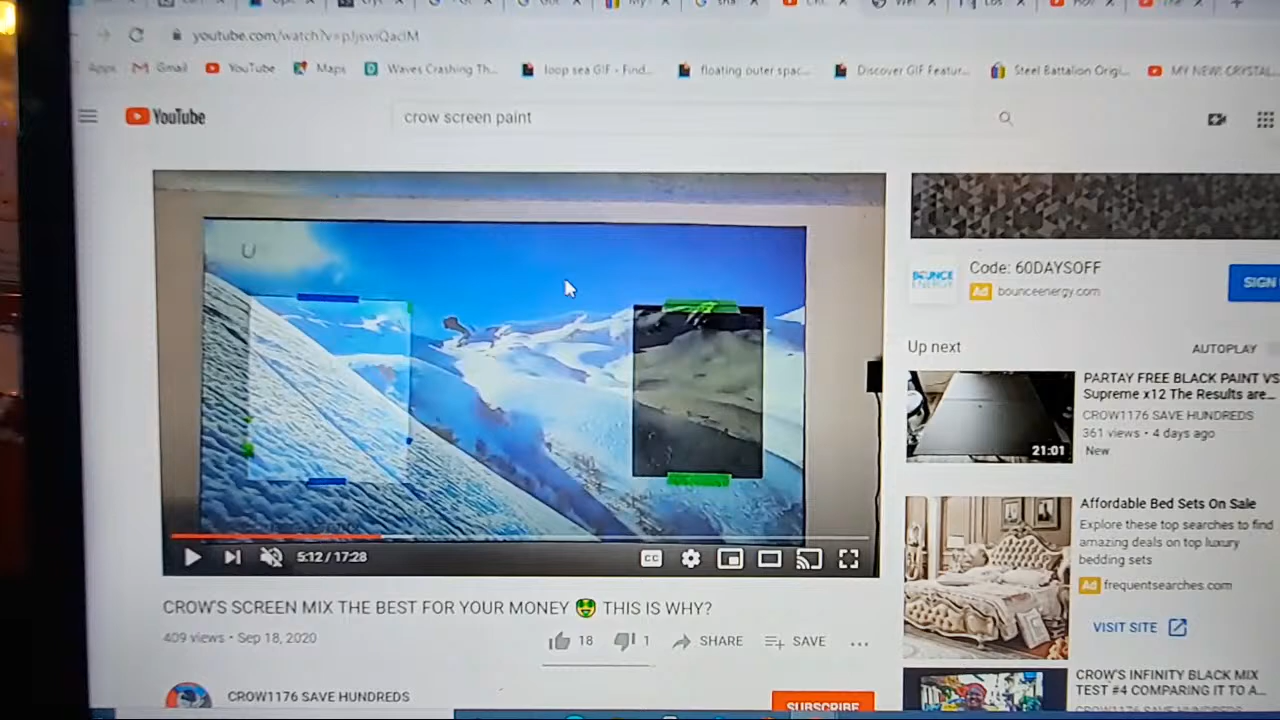 youtube.com/watch?v=
Apps
Gmail
YouTube
Maps
Waves Crashing Th...
loop sea GIF - Find...
floating outer spac...
Discover GIF Featur...
Steel Battalion Origi...
MY NEW! CRYSTAL
YouTube
crow screen paint
BOUNCE
ENERGY
Code: 60DAYSOFF
Ad bounceenergy.com
SIGN
Up next
AUTOPLAY
PARTAY FREE BLACK PAINT VS
Supreme x12 The Results are...
CROW1176 SAVE HUNDREDS
361 views • 4 days ago
New
21:01
Affordable Bed Sets On Sale
Explore these top searches to find
amazing deals on top luxury
bedding sets
Ad frequentsearches.com
VISIT SITE
5:12 / 17:28
CC
CROW'S SCREEN MIX THE BEST FOR YOUR MONEY 🤑 THIS IS WHY?
409 views • Sep 18, 2020
18
1
SHARE
SAVE
CROW1176 SAVE HUNDREDS
SUBSCRIBE
CROW'S INFINITY BLACK MIX
TEST #4 COMPARING IT TO A...